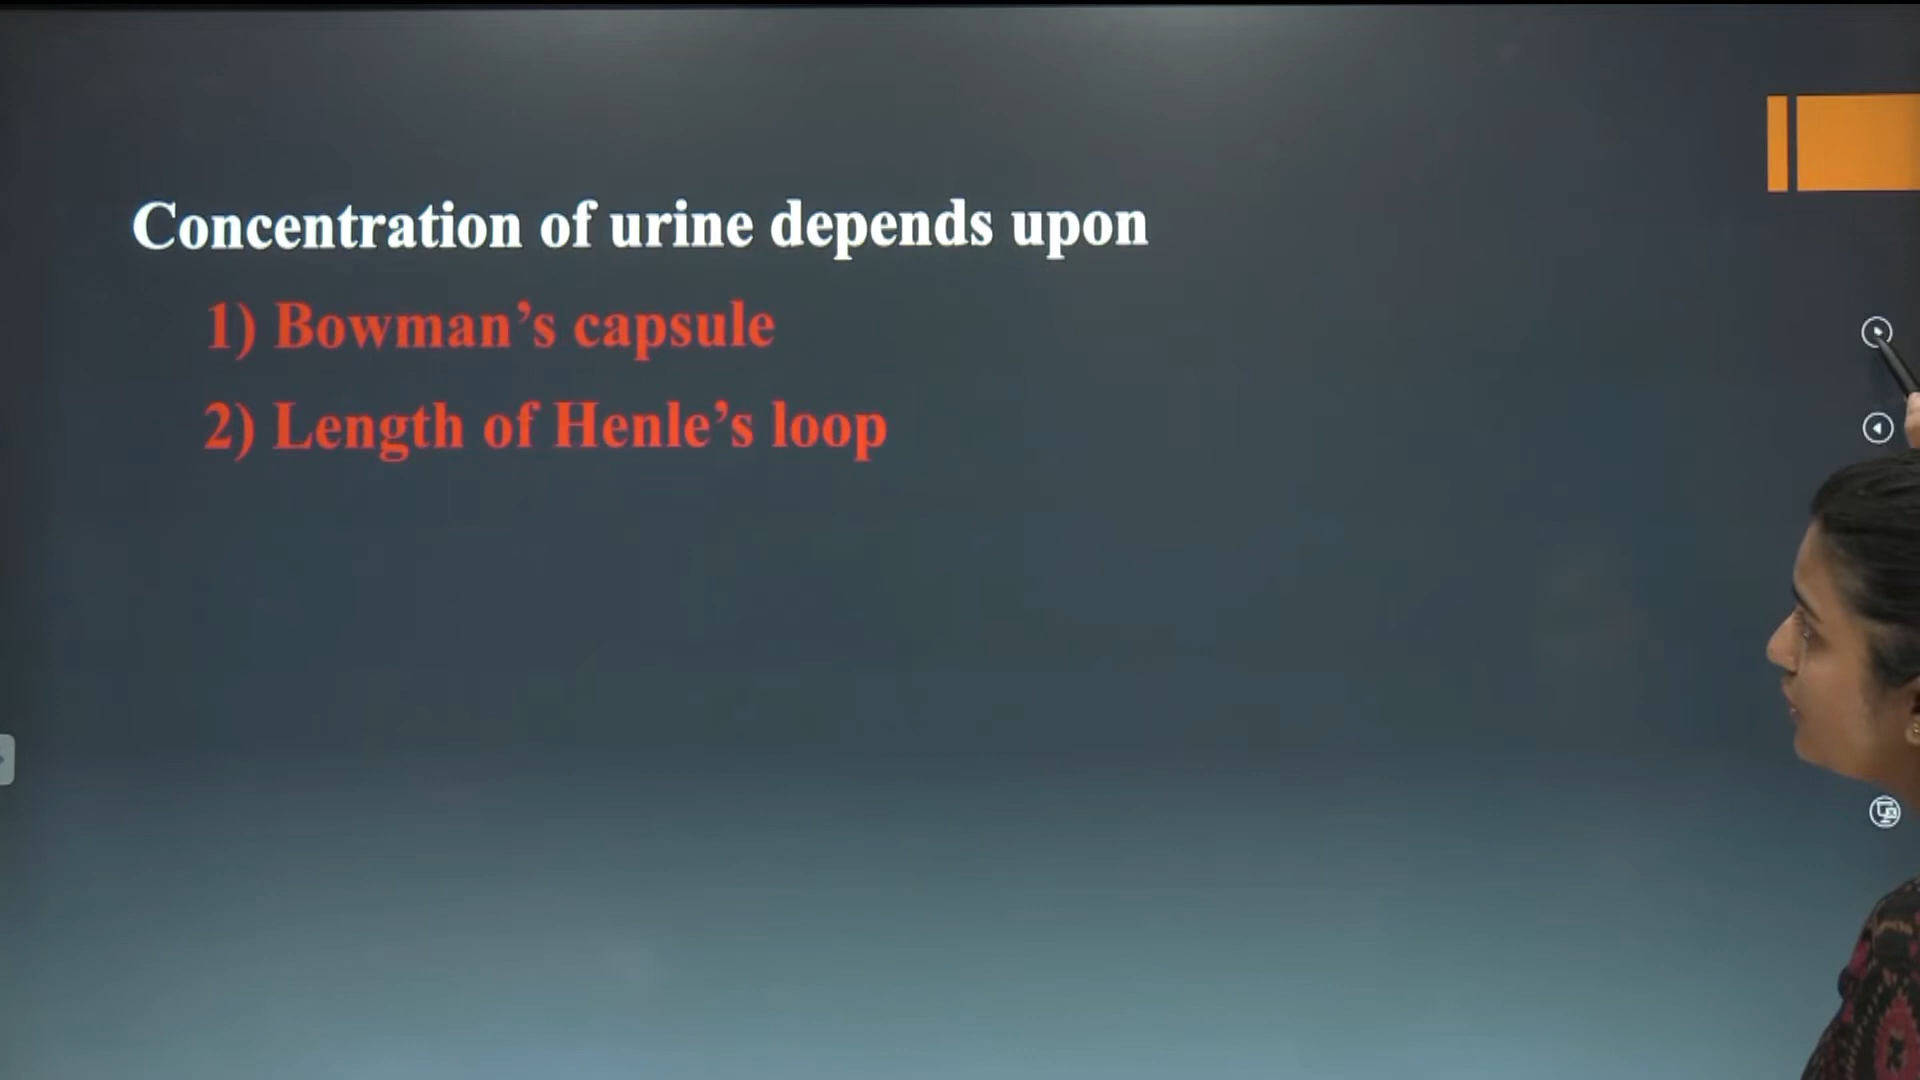 Concentration of urine depends upon
1) Bowman’s capsule
2) Length of Henle’s loop